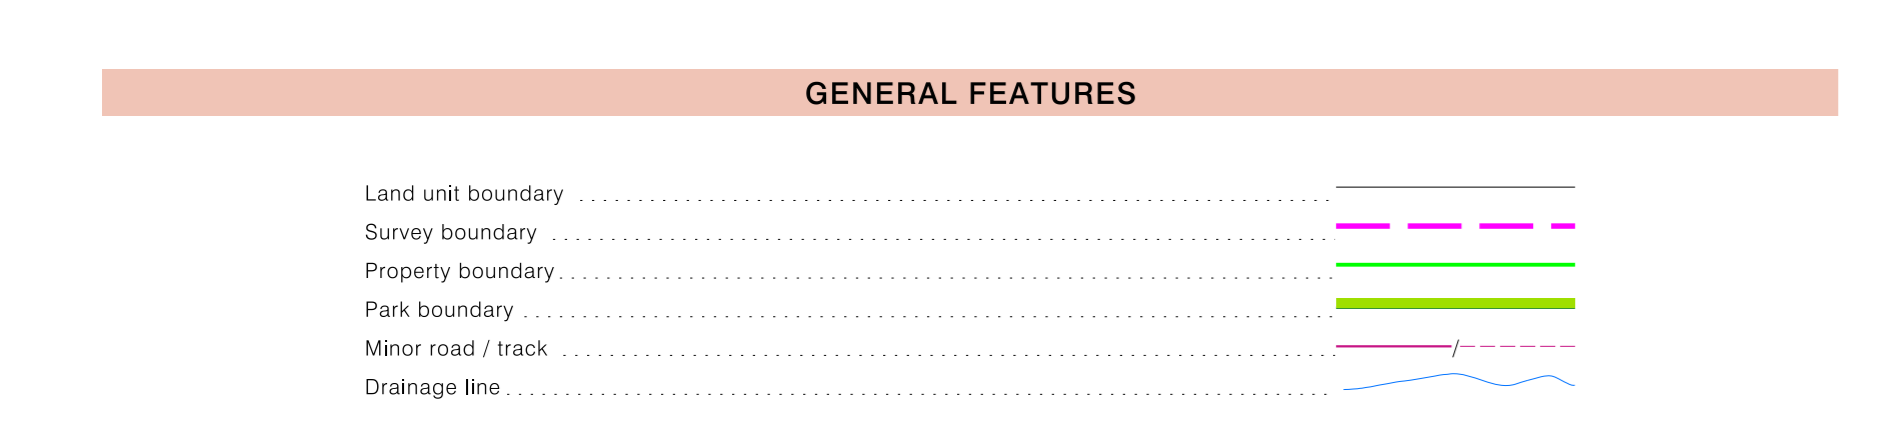 GENERAL FEATURES
Land unit boundary
Survey boundary
Property boundary
Park boundary
Minor road / track
/
Drainage line